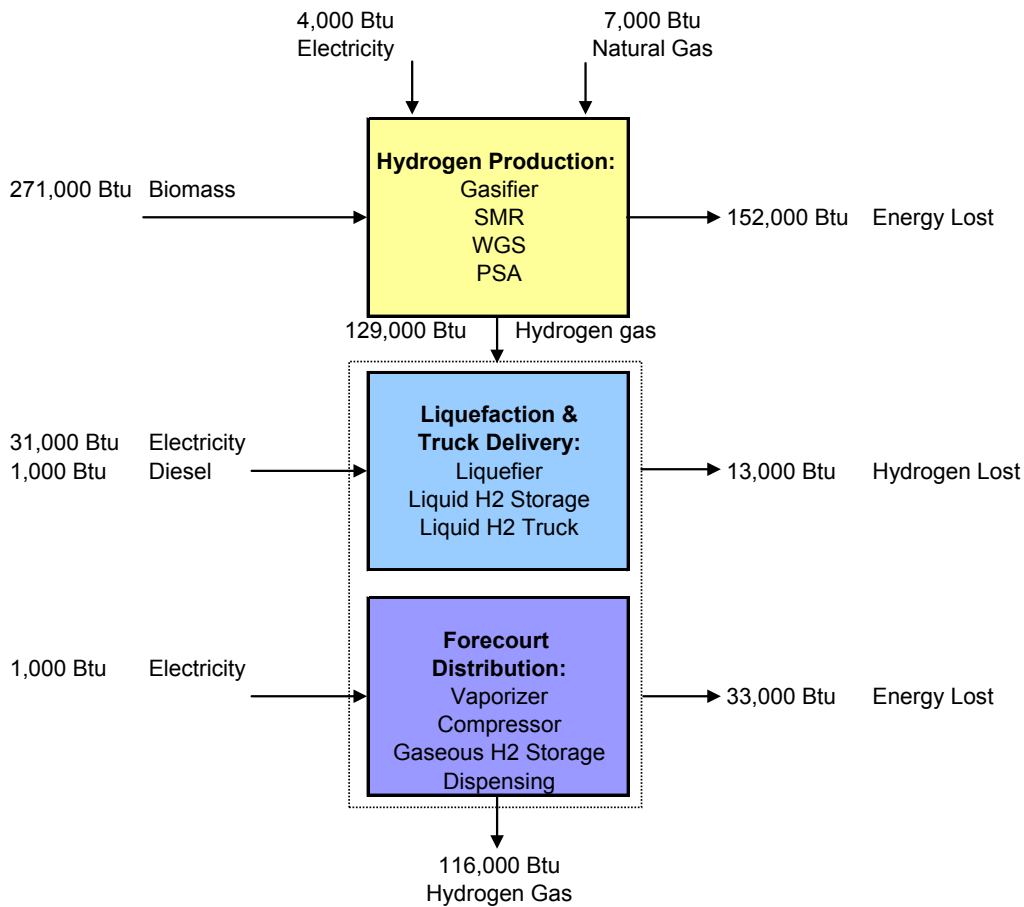 4,000 Btu
Electricity
7,000 Btu
Natural Gas
Hydrogen Production:
Gasifier
SMR
WGS
PSA
271,000 Btu Biomass
152,000 Btu Energy Lost
129,000 Btu Hydrogen gas
Liquefaction &
Truck Delivery:
Liquefier
Liquid H2 Storage
Liquid H2 Truck
31,000 Btu Electricity
1,000 Btu Diesel
13,000 Btu Hydrogen Lost
Forecourt
Distribution:
Vaporizer
Compressor
Gaseous H2 Storage
Dispensing
1,000 Btu Electricity
33,000 Btu Energy Lost
116,000 Btu
Hydrogen Gas